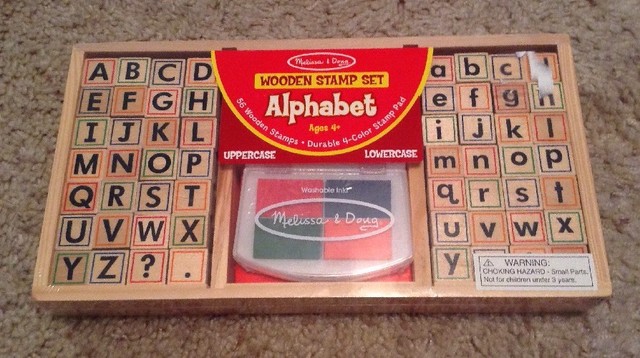 Melissa & Doug
WOODEN STAMP SET
Alphabet
Ages 4+
56 Wooden Stamps • Durable 4-Color Stamp Pad
UPPERCASE
LOWERCASE
A B C D
E F G H
I J K L
M N O P
Q R S T
U V W X
Y Z ? .
Washable Ink
Melissa & Doug
a b c
e f g h
i j k l
m n o p
q r s t
u v w x
y
WARNING:
CHOKING HAZARD - Small Parts.
Not for children under 3 years.